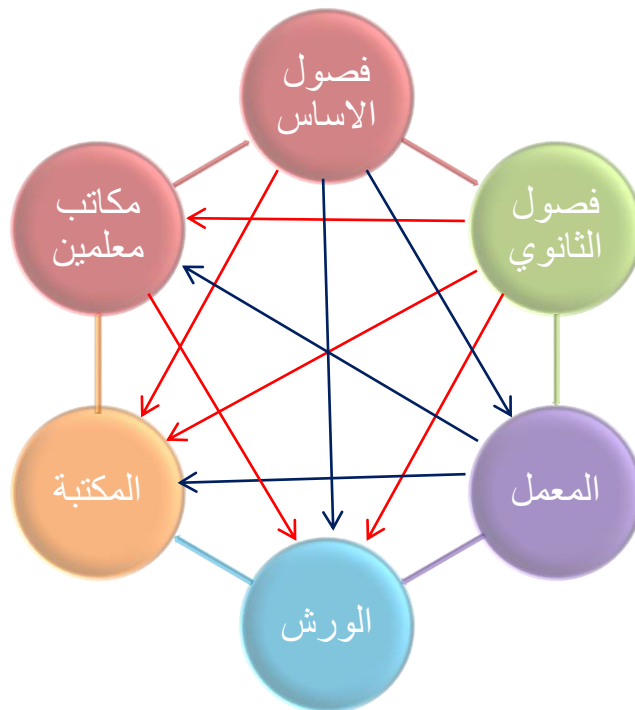 فصول
الاساس
فصول
الثانوي
مكاتب
معلمين
المعمل
المكتبة
الورش